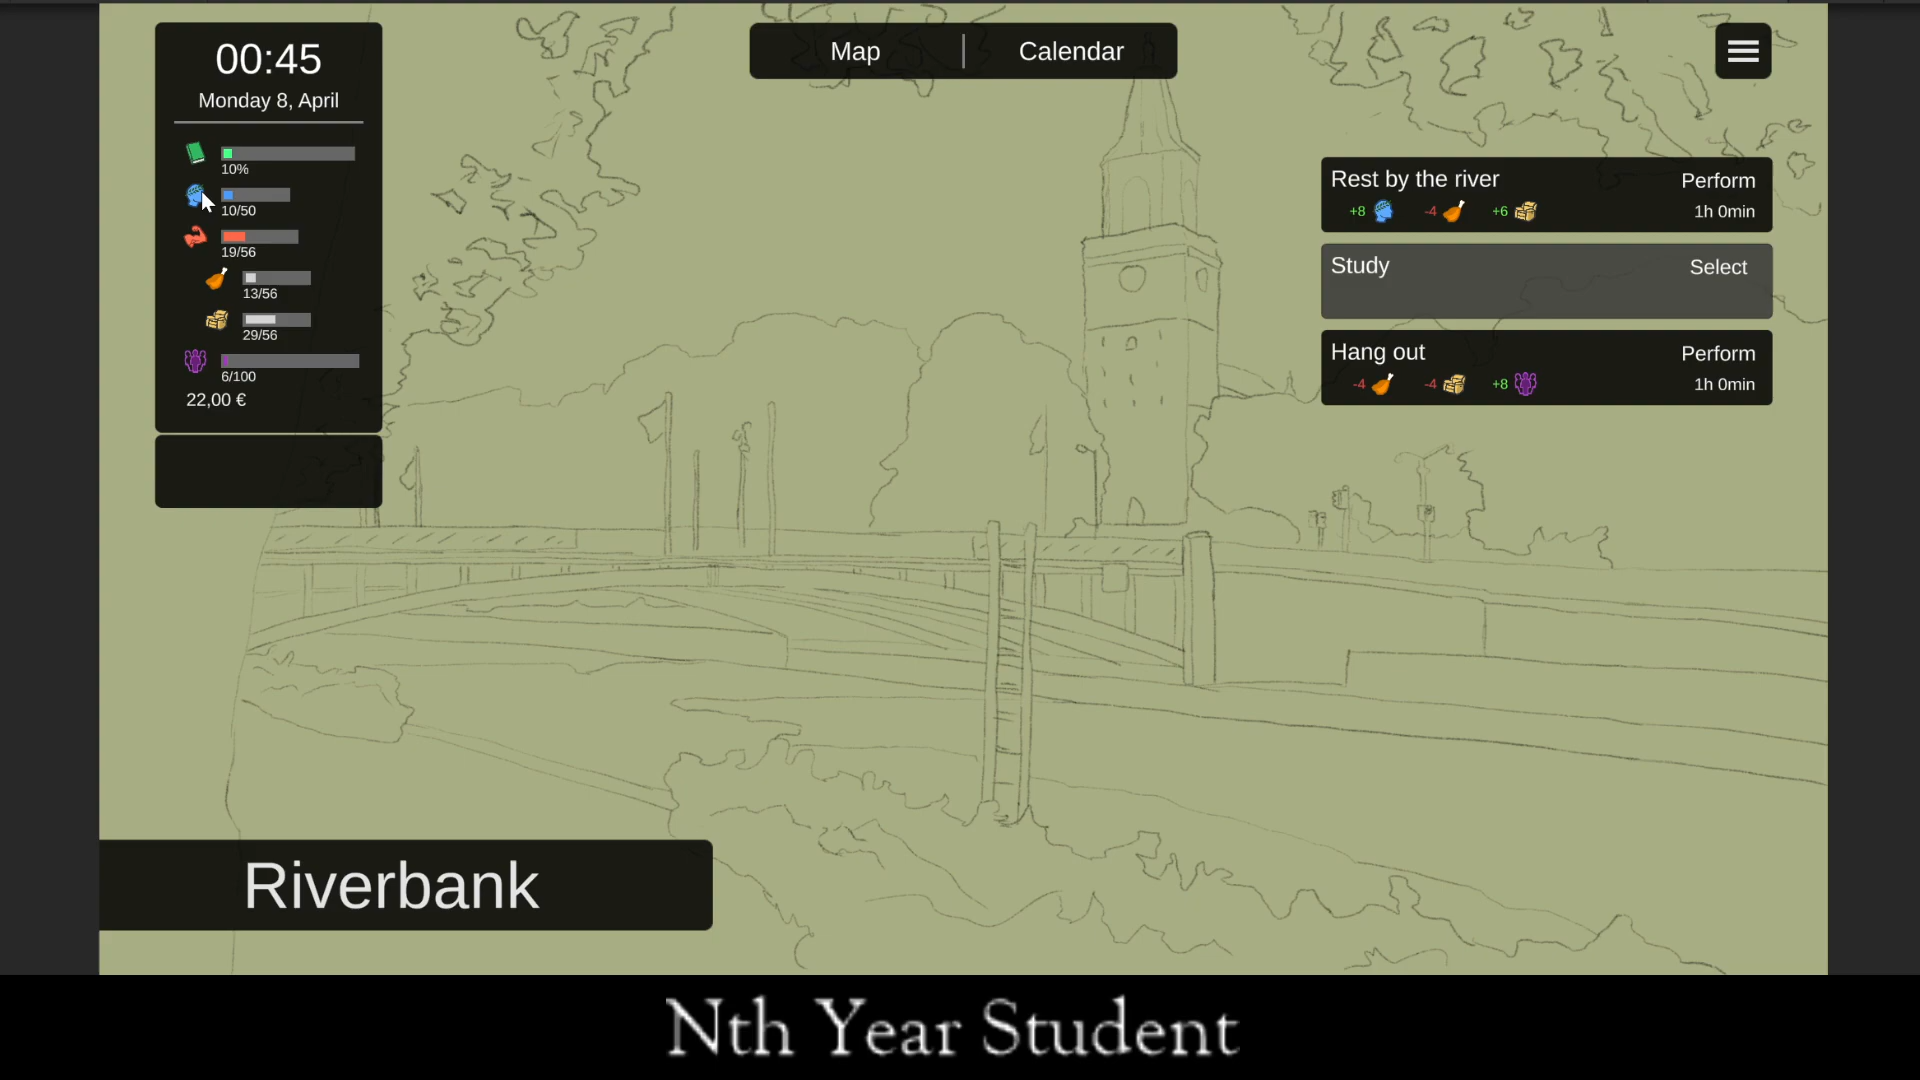 00:45
Monday 8, April
10%
10/50
19/56
13/56
29/56
6/100
22,00 €
Map
Calendar
Rest by the river
Perform
+8
-4
+6
1h 0min
Study
Select
Hang out
Perform
-4
-4
+8
1h 0min
Riverbank
Nth Year Student